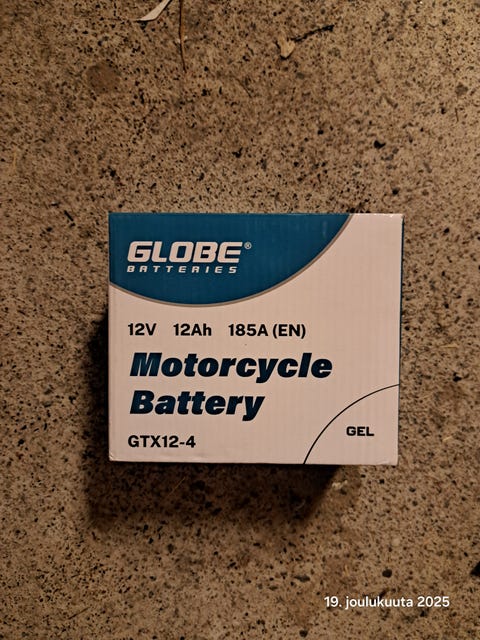 GLOBE®
BATTERIES
12V 12Ah 185A (EN)
Motorcycle
Battery
GTX12-4
GEL
19. joulukuuta 2025